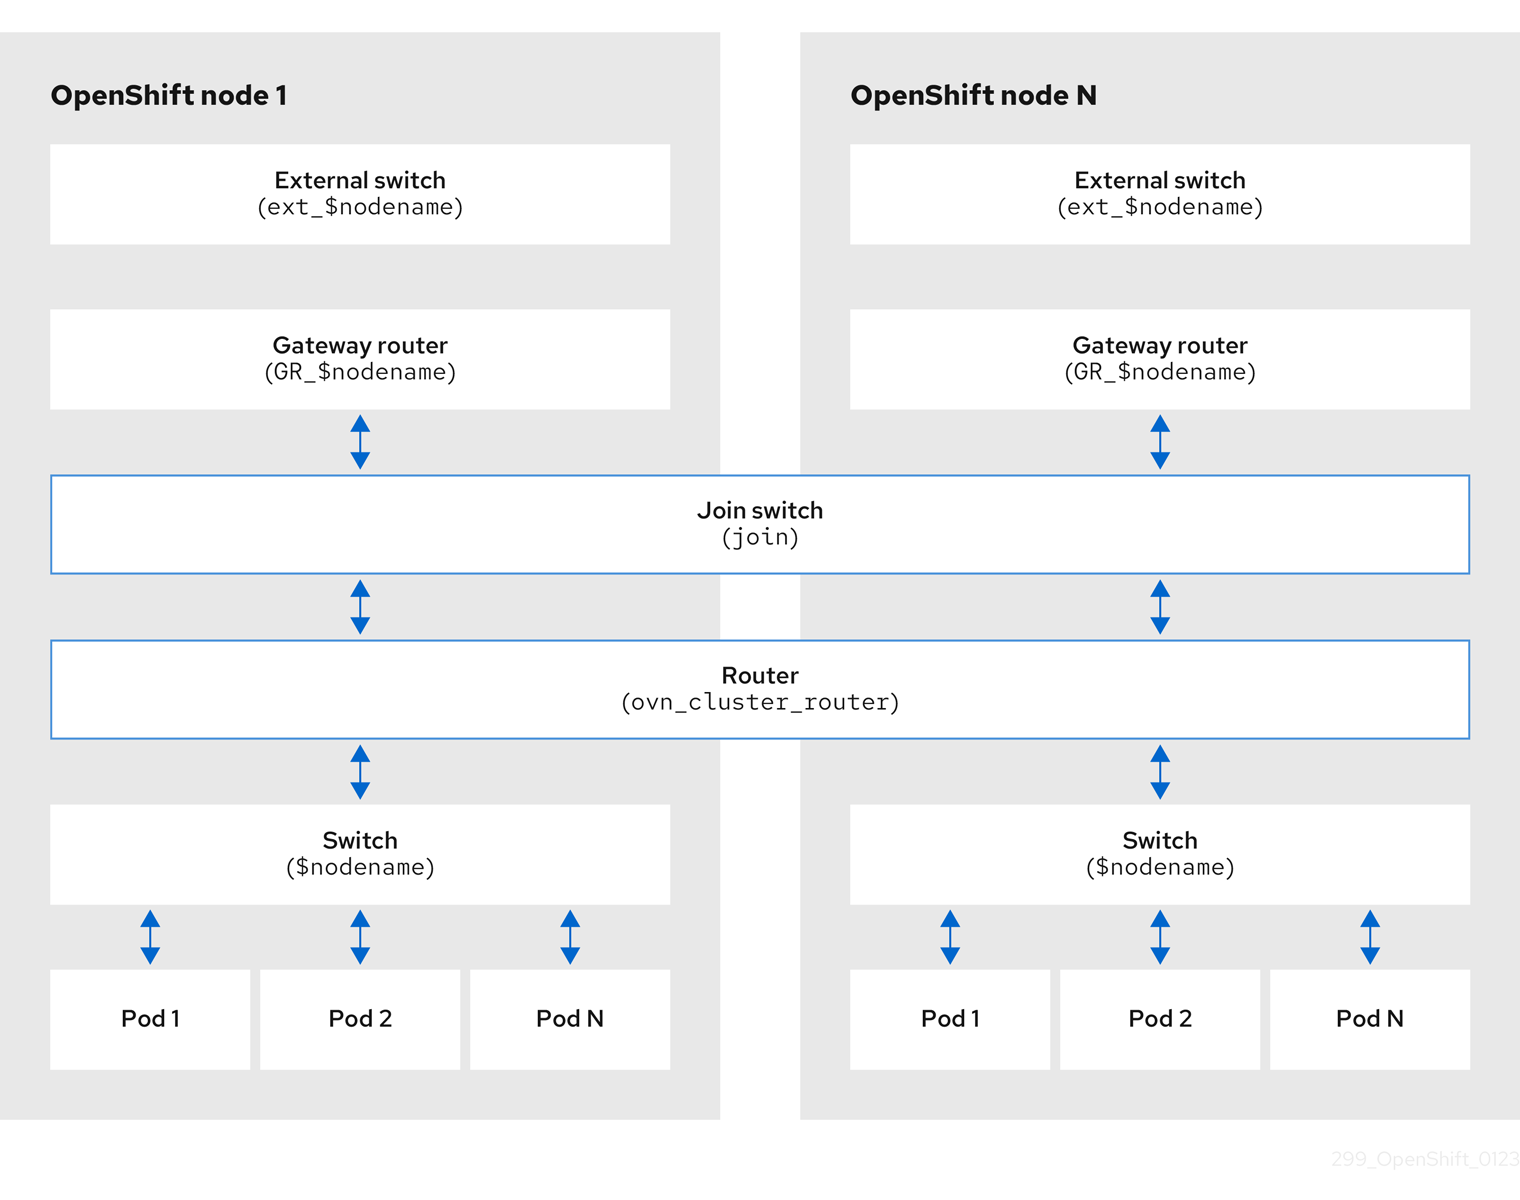 OpenShift node 1
OpenShift node N
External switch
(ext_$nodename)
External switch
(ext_$nodename)
Gateway router
(GR_$nodename)
Gateway router
(GR_$nodename)
Join switch
(join)
Router
(ovn_cluster_router)
Switch
($nodename)
Switch
($nodename)
Pod 1
Pod 2
Pod N
Pod 1
Pod 2
Pod N
299_OpenShift_0123